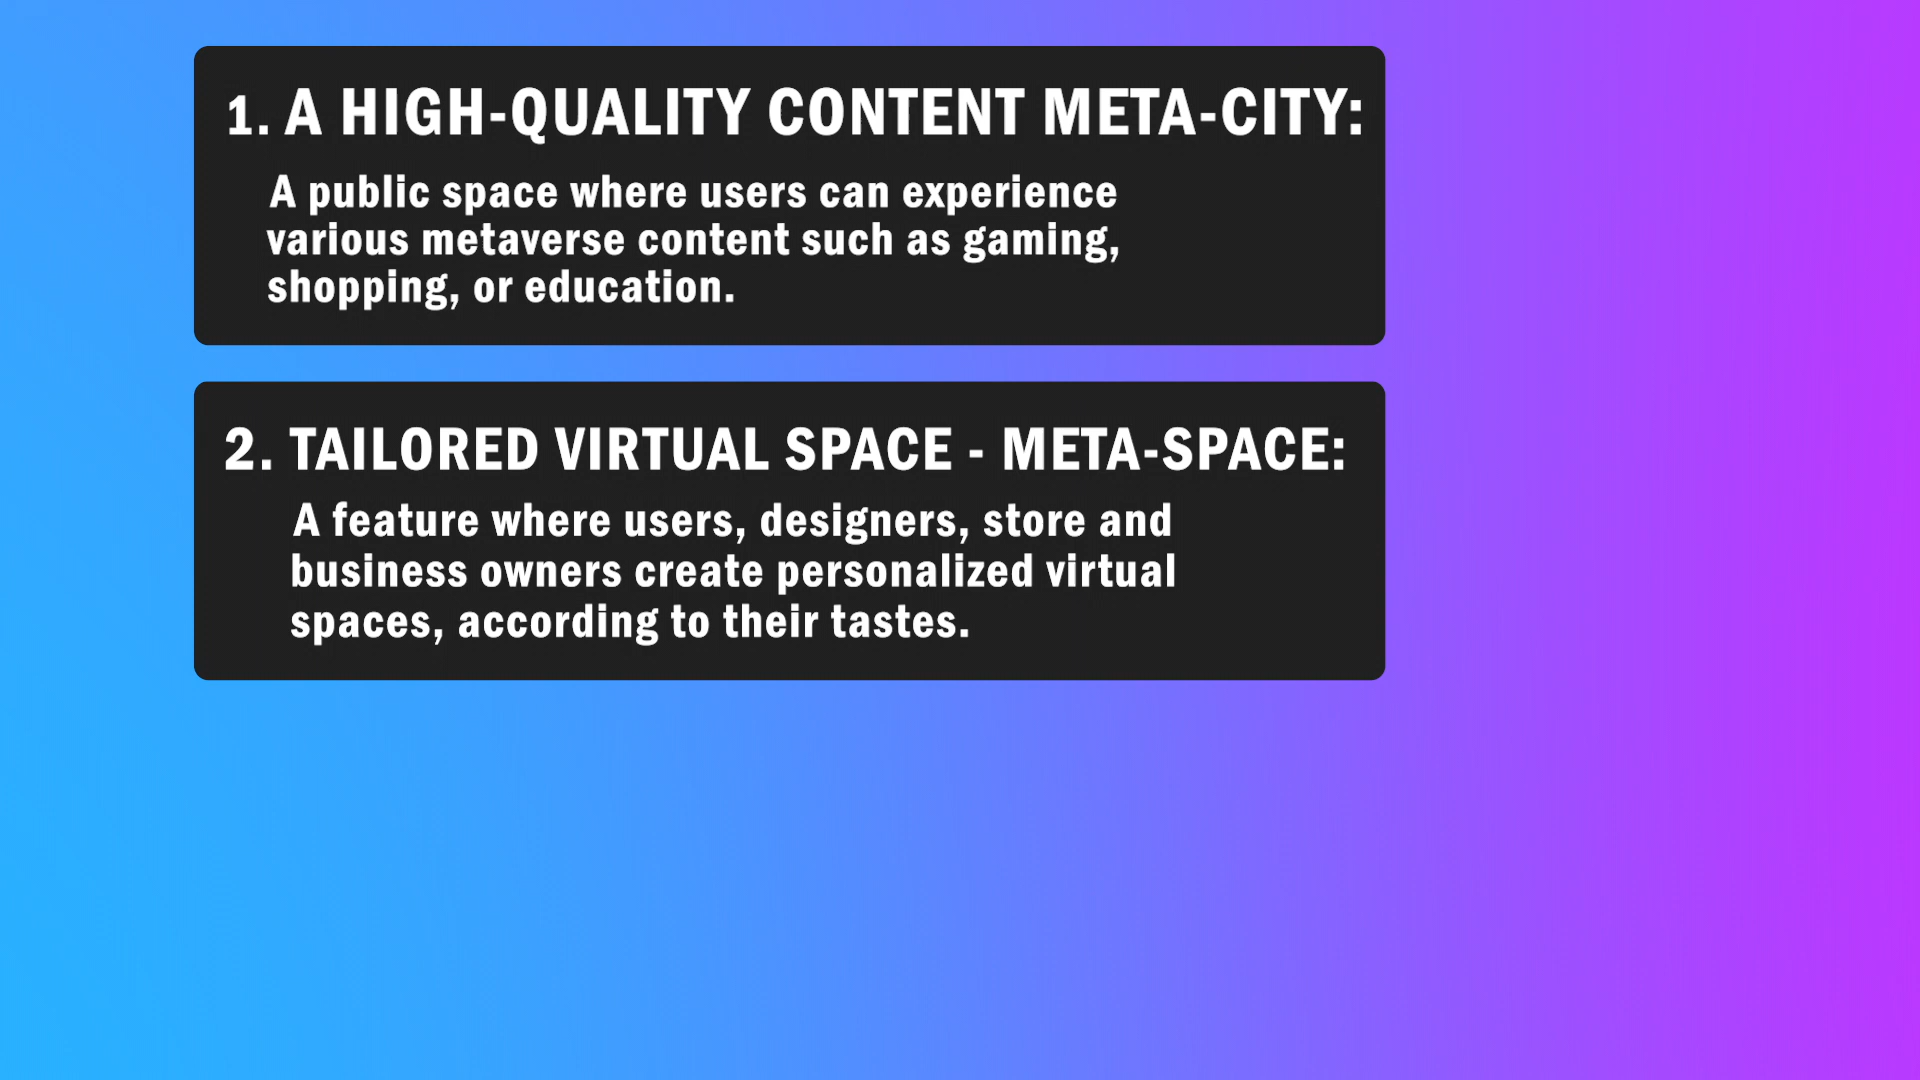 1. A HIGH-QUALITY CONTENT META-CITY:
A public space where users can experience
various metaverse content such as gaming,
shopping, or education.
2. TAILORED VIRTUAL SPACE - META-SPACE:
A feature where users, designers, store and
business owners create personalized virtual
spaces, according to their tastes.